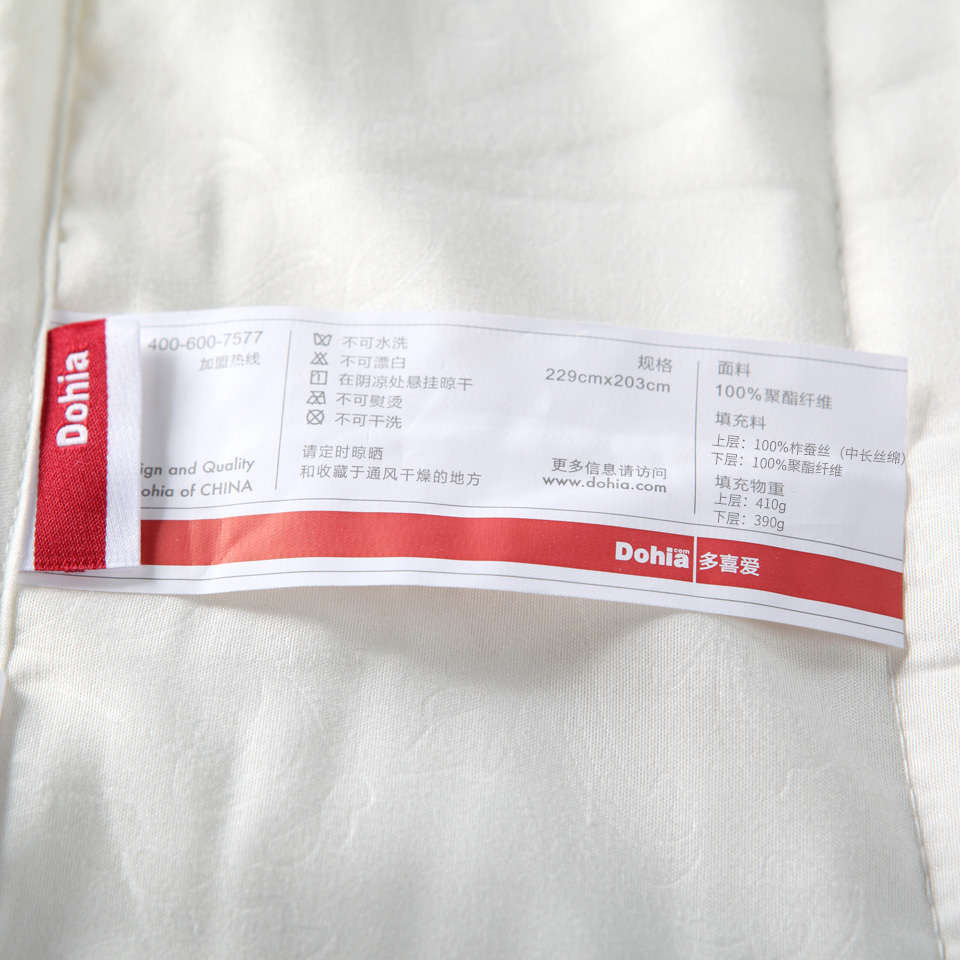 Dohia
400-600-7577
加盟热线
ign and Quality
ohia of CHINA
不可水洗
不可漂白
在阴凉处悬挂晾干
不可熨烫
不可干洗
请定时晾晒
和收藏于通风干燥的地方
规格
229cmx203cm
更多信息请访问
www.dohia.com
面料
100%聚酯纤维
填充料
上层：100%柞蚕丝（中长丝绵）
下层：100%聚酯纤维
填充物重
上层：410g
下层：390g
Dohia.com 多喜爱